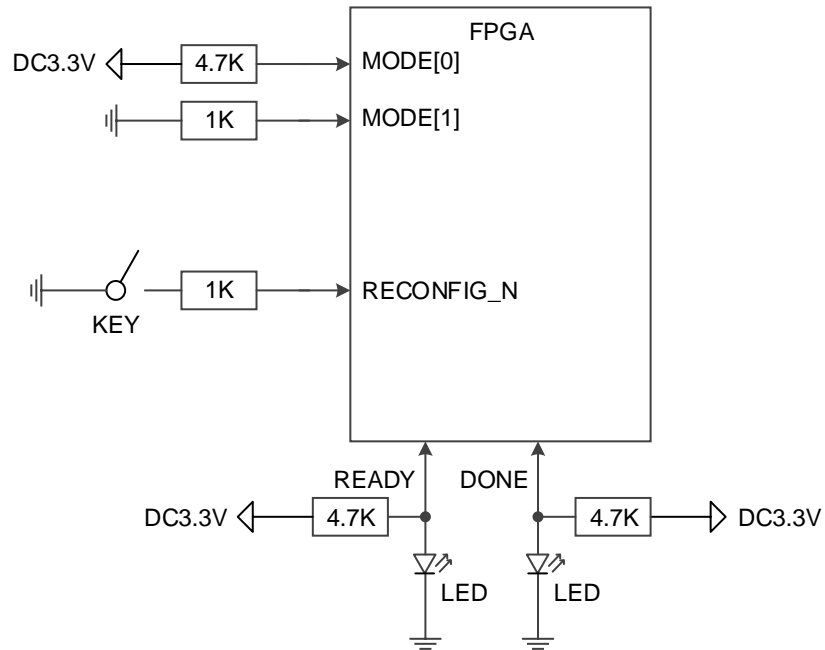 FPGA
DC3.3V
4.7K
MODE[0]
1K
MODE[1]
1K
RECONFIG_N
KEY
READY
DONE
DC3.3V
4.7K
4.7K
DC3.3V
LED
LED